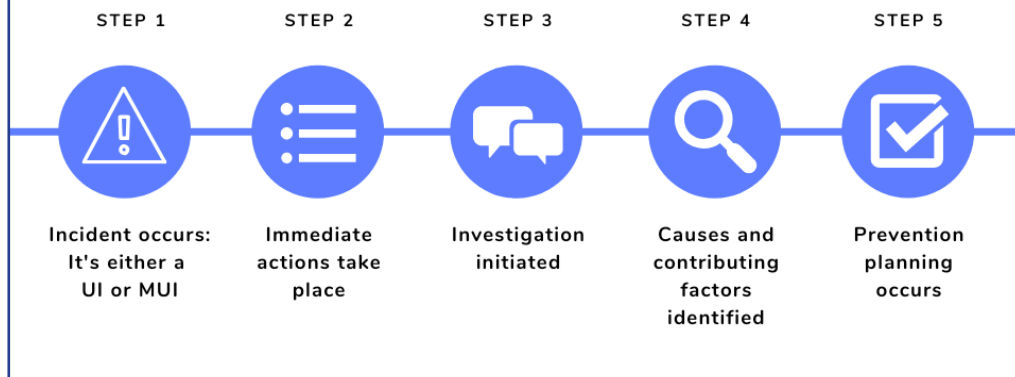 STEP 1
STEP 2
STEP 3
STEP 4
STEP 5
Incident occurs:
It's either a
UI or MUI
Immediate
actions take
place
Investigation
initiated
Causes and
contributing
factors
identified
Prevention
planning
occurs